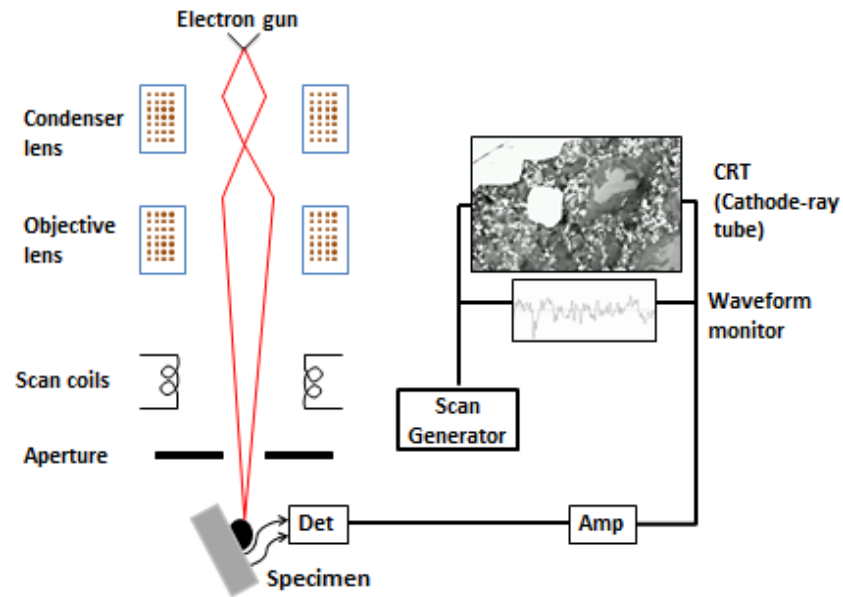 Electron gun
Condenser
lens
Objective
lens
Scan coils
Aperture
Specimen
Det
Amp
Scan
Generator
CRT
(Cathode-ray
tube)
Waveform
monitor